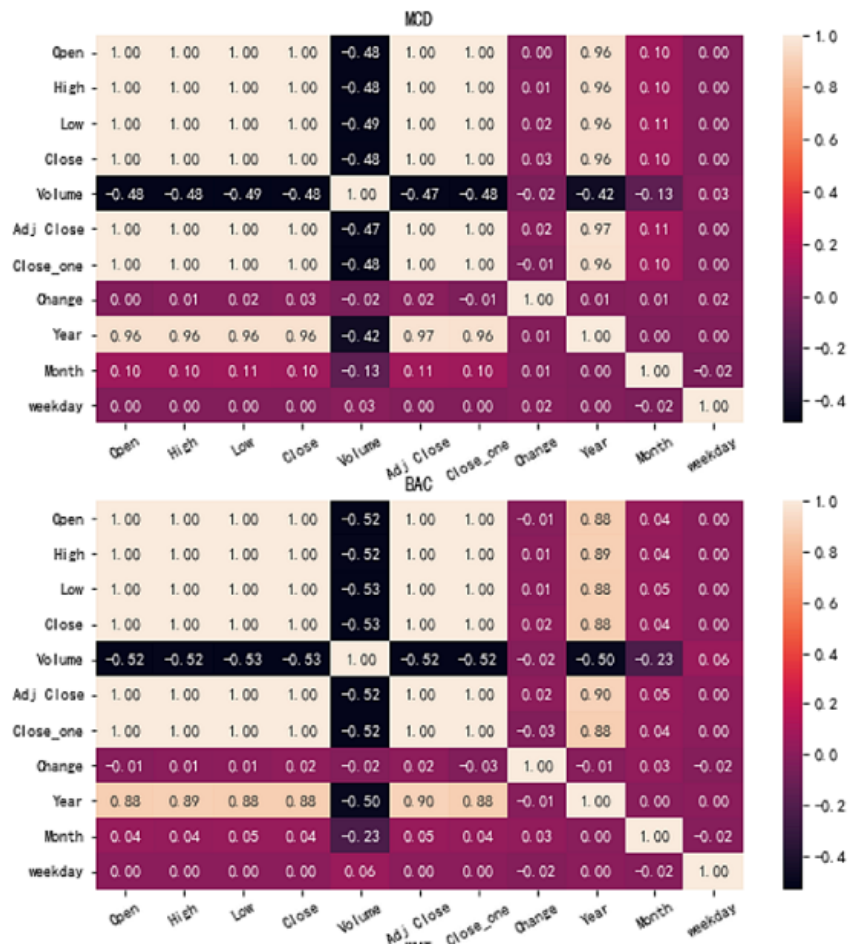 MCD
Open 1.00 1.00 1.00 1.00 -0.48 1.00 1.00 0.00 0.96 0.10 0.00
High 1.00 1.00 1.00 1.00 -0.48 1.00 1.00 0.01 0.96 0.10 0.00
Low 1.00 1.00 1.00 1.00 -0.49 1.00 1.00 0.02 0.96 0.11 0.00
Close 1.00 1.00 1.00 1.00 -0.48 1.00 1.00 0.03 0.96 0.10 0.00
Volume -0.48 -0.48 -0.49 -0.48 1.00 -0.47 -0.48 -0.02 -0.42 -0.13 0.03
Adj Close 1.00 1.00 1.00 1.00 -0.47 1.00 1.00 0.02 0.97 0.11 0.00
Close_one 1.00 1.00 1.00 1.00 -0.48 1.00 1.00 -0.01 0.96 0.10 0.00
Change 0.00 0.01 0.02 0.03 -0.02 0.02 -0.01 1.00 0.01 0.01 0.02
Year 0.96 0.96 0.96 0.96 -0.42 0.97 0.96 0.01 1.00 0.00 0.00
Month 0.10 0.10 0.11 0.10 -0.13 0.11 0.10 0.01 0.00 1.00 -0.02
weekday 0.00 0.00 0.00 0.00 0.03 0.00 0.00 0.02 0.00 -0.02 1.00
Open High Low Close Volume Adj Close Close_one Change Year Month weekday
1.0
0.8
0.6
0.4
0.2
0.0
-0.2
-0.4
BAC
Open 1.00 1.00 1.00 1.00 -0.52 1.00 1.00 -0.01 0.88 0.04 0.00
High 1.00 1.00 1.00 1.00 -0.52 1.00 1.00 0.01 0.89 0.04 0.00
Low 1.00 1.00 1.00 1.00 -0.53 1.00 1.00 0.01 0.88 0.05 0.00
Close 1.00 1.00 1.00 1.00 -0.53 1.00 1.00 0.02 0.88 0.04 0.00
Volume -0.52 -0.52 -0.53 -0.53 1.00 -0.52 -0.52 -0.02 -0.50 -0.23 0.06
Adj Close 1.00 1.00 1.00 1.00 -0.52 1.00 1.00 0.02 0.90 0.05 0.00
Close_one 1.00 1.00 1.00 1.00 -0.52 1.00 1.00 -0.03 0.88 0.04 0.00
Change -0.01 0.01 0.01 0.02 -0.02 0.02 -0.03 1.00 -0.01 0.03 -0.02
Year 0.88 0.89 0.88 0.88 -0.50 0.90 0.88 -0.01 1.00 0.00 0.00
Month 0.04 0.04 0.05 0.04 -0.23 0.05 0.04 0.03 0.00 1.00 -0.02
weekday 0.00 0.00 0.00 0.00 0.06 0.00 0.00 -0.02 0.00 -0.02 1.00
Open High Low Close Volume Adj Close Close_one Change Year Month weekday
1.0
0.8
0.6
0.4
0.2
0.0
-0.2
-0.4